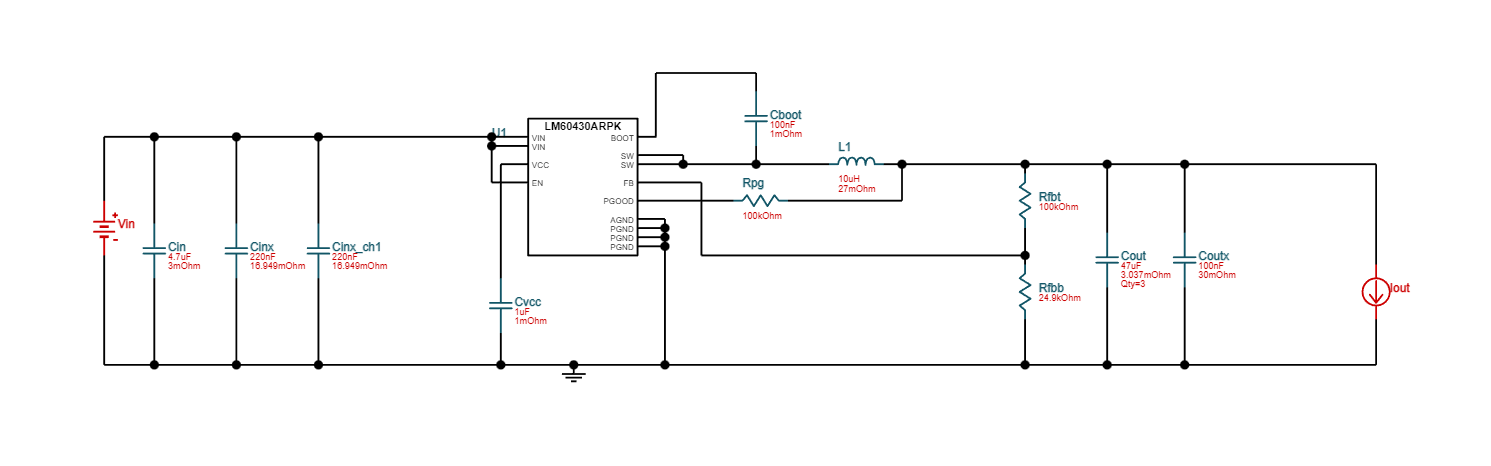 U1
LM60430ARPK
VIN
VIN
VCC
EN
BOOT
SW
SW
FB
PGOOD
AGND
PGND
PGND
PGND
Cboot
100nF
1mOhm
L1
10uH
27mOhm
Rpg
100kOhm
Vin
+
-
Cin
4.7uF
3mOhm
Cinx
220nF
16.949mOhm
Cinx_ch1
220nF
16.949mOhm
Cvcc
1uF
1mOhm
Rfbt
100kOhm
Rfbb
24.9kOhm
Cout
47uF
3.037mOhm
Qty=3
Coutx
100nF
30mOhm
Iout